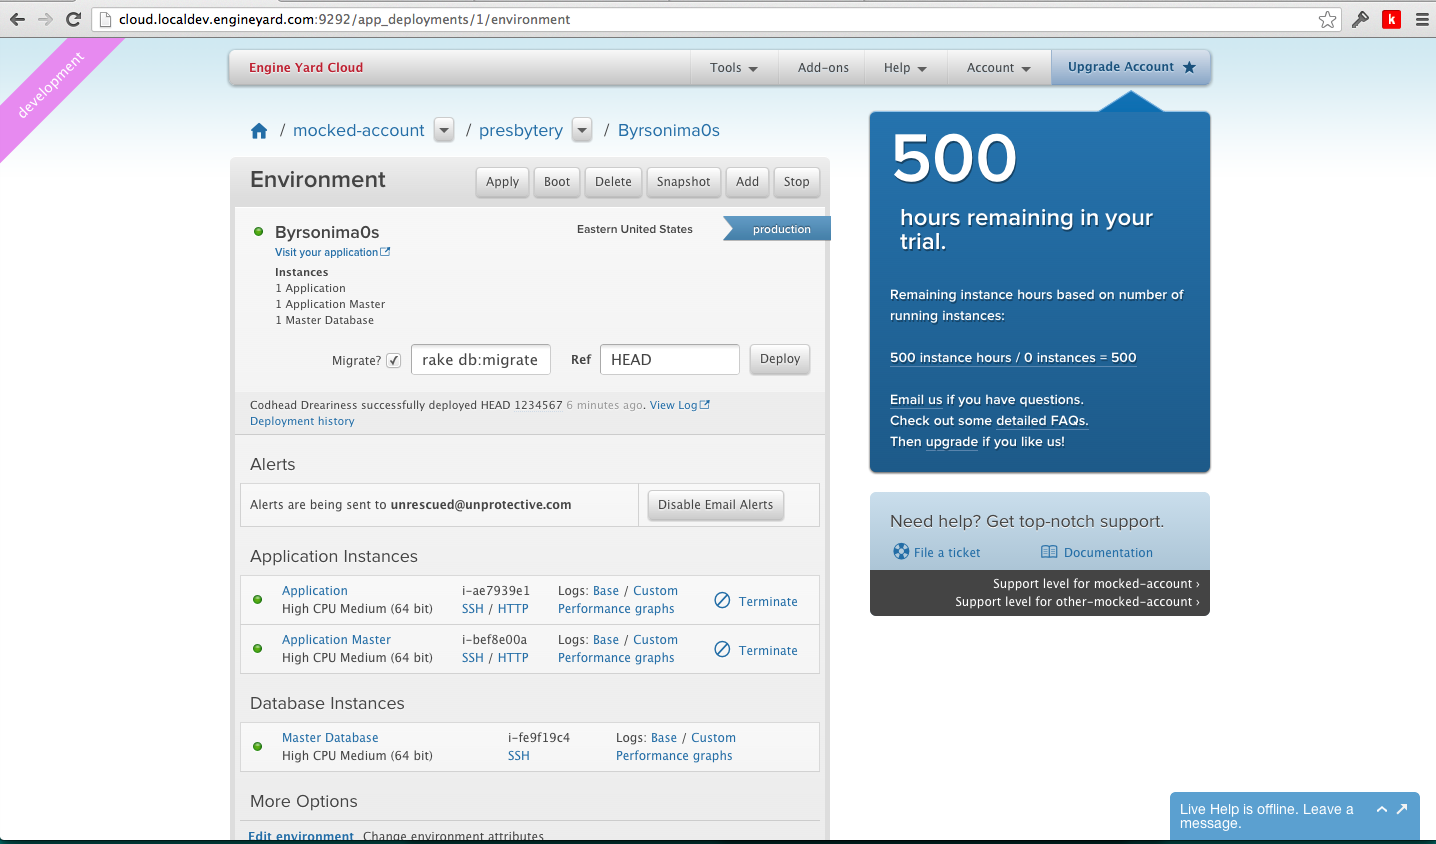 cloud.localdev.engineyard.com:9292/app_deployments/1/environment
k
development
Engine Yard Cloud
Tools
Add-ons
Help
Account
Upgrade Account
/ mocked-account / presbytery / Byrsonima0s
Environment
Apply
Boot
Delete
Snapshot
Add
Stop
Byrsonima0s
Eastern United States
production
Visit your application
Instances
1 Application
1 Application Master
1 Master Database
Migrate?
rake db:migrate
Ref
HEAD
Deploy
Codhead Dreariness successfully deployed HEAD 1234567 6 minutes ago. View Log
Deployment history
Alerts
Alerts are being sent to unrescued@unprotective.com
Disable Email Alerts
Application Instances
Application i-ae7939e1 Logs: Base / Custom
High CPU Medium (64 bit) SSH / HTTP Performance graphs
Terminate
Application Master i-bef8e00a Logs: Base / Custom
High CPU Medium (64 bit) SSH / HTTP Performance graphs
Terminate
Database Instances
Master Database i-fe9f19c4 Logs: Base / Custom
High CPU Medium (64 bit) SSH Performance graphs
More Options
Edit environment Change environment attributes
500
hours remaining in your
trial.
Remaining instance hours based on number of
running instances:
500 instance hours / 0 instances = 500
Email us if you have questions.
Check out some detailed FAQs.
Then upgrade if you like us!
Need help? Get top-notch support.
File a ticket
Documentation
Support level for mocked-account ›
Support level for other-mocked-account ›
Live Help is offline. Leave a
message.